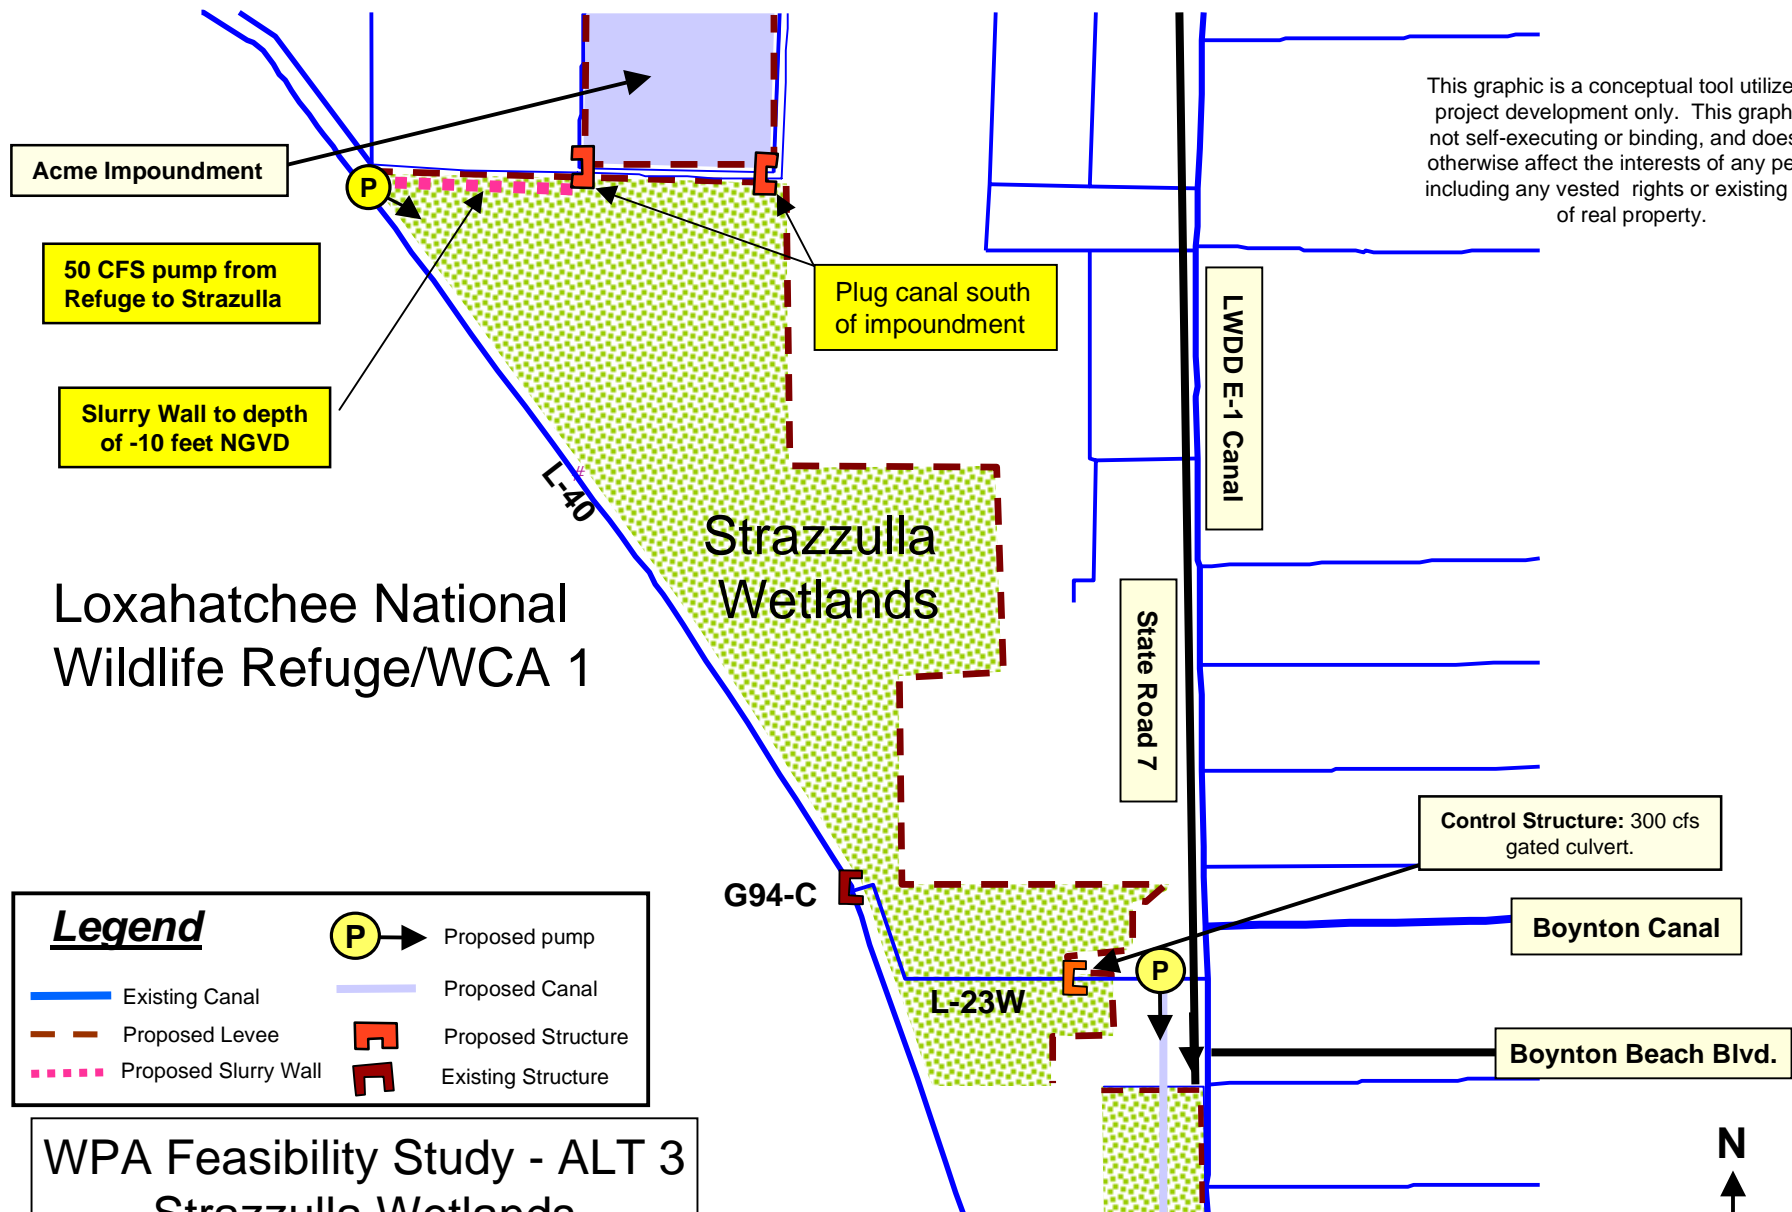 This graphic is a conceptual tool utilize
project development only. This graph
not self-executing or binding, and does
otherwise affect the interests of any pe
including any vested rights or existing
of real property.
Acme Impoundment
P
50 CFS pump from
Refuge to Strazulla
Plug canal south
of impoundment
Slurry Wall to depth
of -10 feet NGVD
LWDD E-1 Canal
#
L-40
Strazzulla
Wetlands
Loxahatchee National
Wildlife Refuge/WCA 1
State Road 7
Control Structure: 300 cfs
gated culvert.
G94-C
Boynton Canal
P
L-23W
Boynton Beach Blvd.
Legend
P
Proposed pump
Existing Canal
Proposed Canal
Proposed Levee
Proposed Structure
Proposed Slurry Wall
Existing Structure
WPA Feasibility Study - ALT 3
Strazzulla Wetlands
N